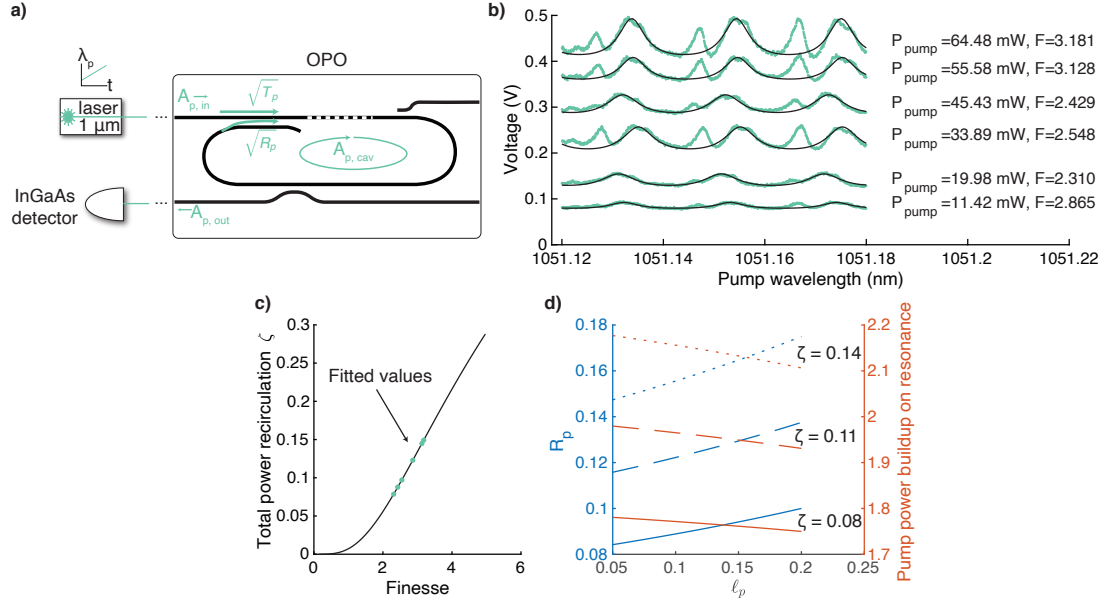 a)
λp
t
laser
1 μm
InGaAs
detector
OPO
Ap, in
√Tp
√Rp
Ap, cav
Ap, out
b)
Voltage (V)
0.5
0.4
0.3
0.2
0.1
0
1051.12
1051.14
1051.16
1051.18
1051.2
1051.22
Pump wavelength (nm)
Ppump=64.48 mW, F=3.181
Ppump=55.58 mW, F=3.128
Ppump=45.43 mW, F=2.429
Ppump=33.89 mW, F=2.548
Ppump=19.98 mW, F=2.310
Ppump=11.42 mW, F=2.865
c)
Total power recirculation ζ
0.3
0.25
0.2
0.15
0.1
0.05
0
0
2
4
6
Finesse
Fitted values
d)
Rp
0.18
0.16
0.14
0.12
0.1
0.08
0.05
0.1
0.15
0.2
0.25
ℓp
ζ = 0.14
ζ = 0.11
ζ = 0.08
2.2
2.1
2
1.9
1.8
1.7
Pump power buildup on resonance